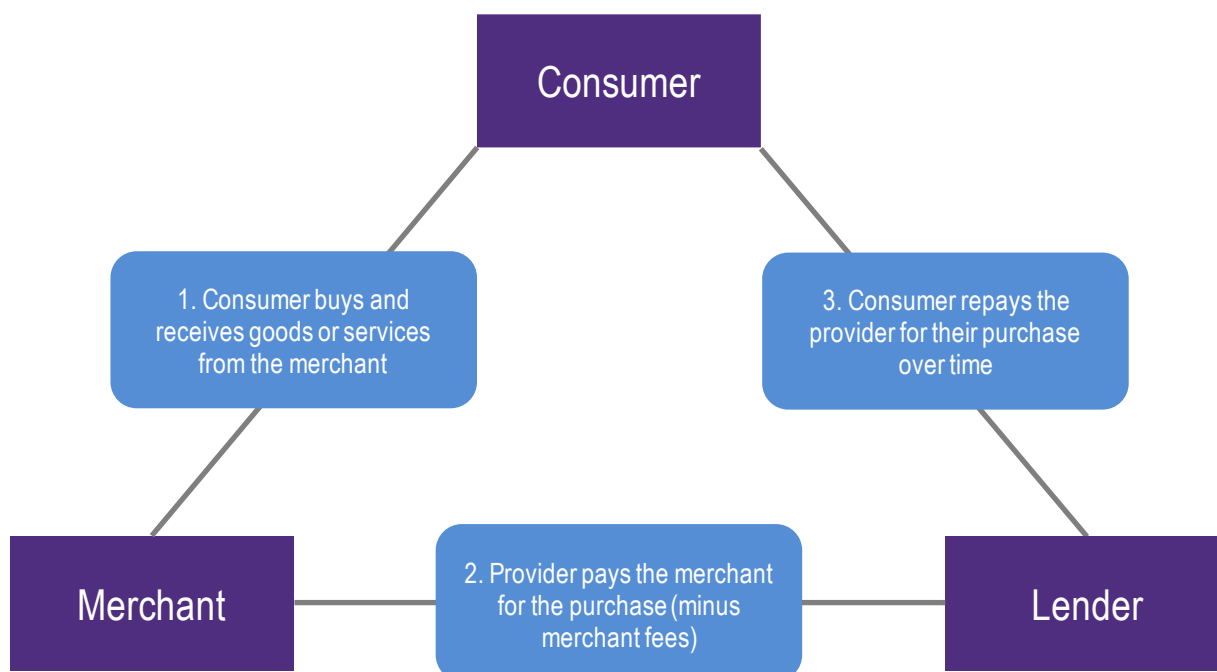 Consumer
1. Consumer buys and
receives goods or services
from the merchant
3. Consumer repays the
provider for their purchase
over time
Merchant
2. Provider pays the merchant
for the purchase (minus
merchant fees)
Lender